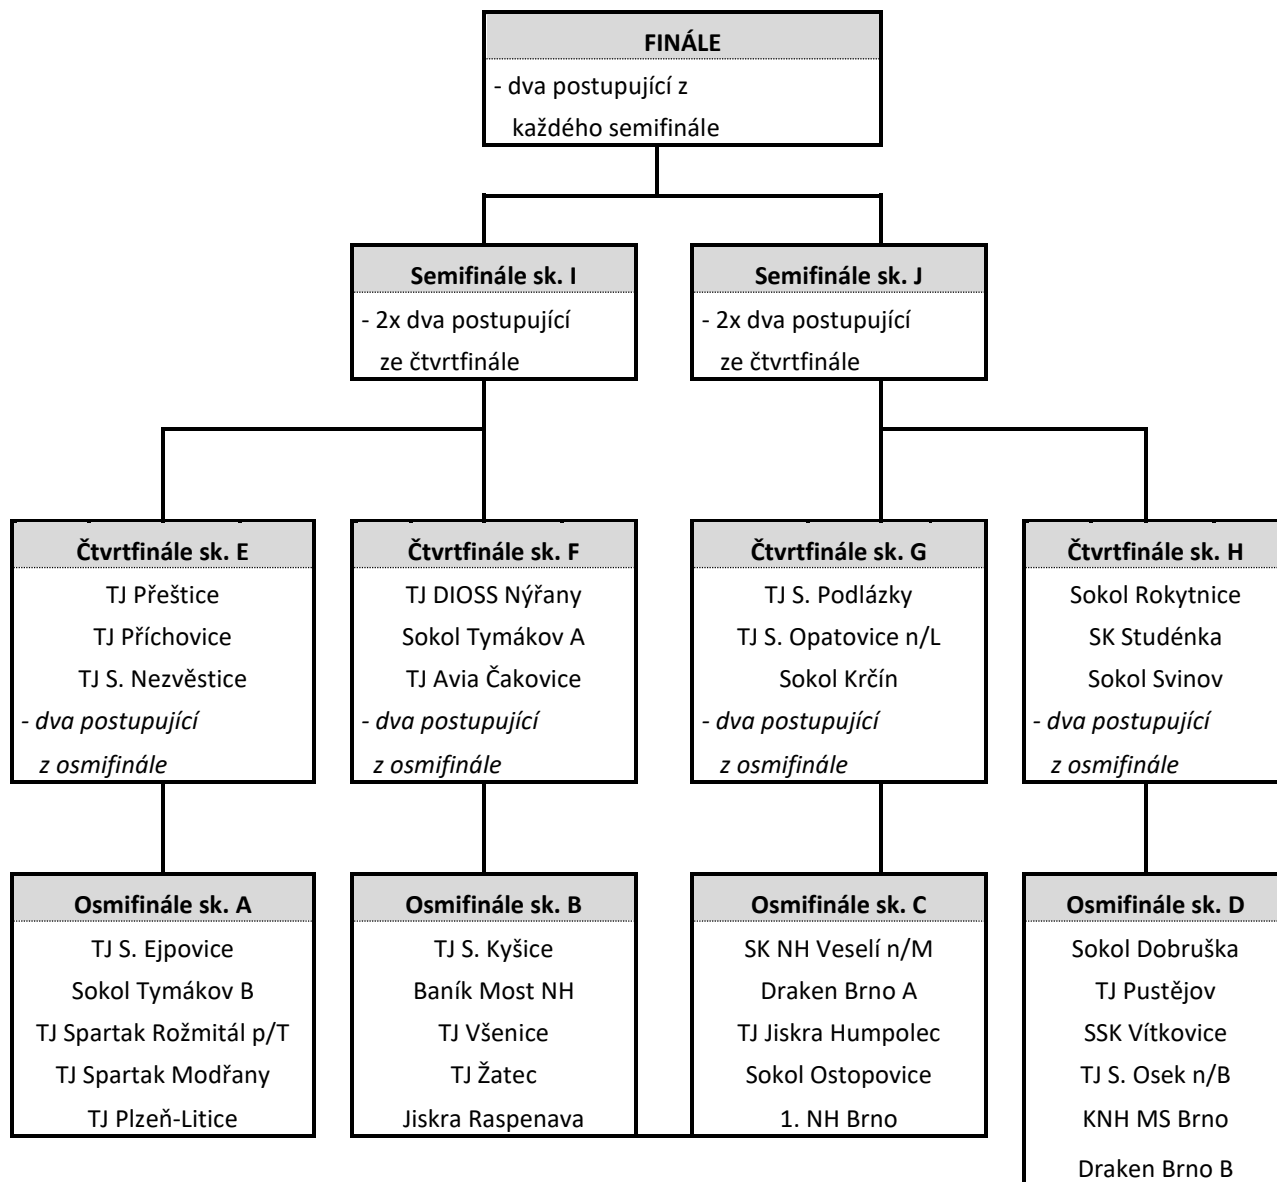 FINÁLE
- dva postupující z
každého semifinále
Semifinále sk. I
- 2x dva postupující
ze čtvrtfinále
Semifinále sk. J
- 2x dva postupující
ze čtvrtfinále
Čtvrtfinále sk. E
TJ Přeštice
TJ Příchovice
TJ S. Nezvěstice
- dva postupující
z osmifinále
Čtvrtfinále sk. F
TJ DIOSS Nýřany
Sokol Tymákov A
TJ Avia Čakovice
- dva postupující
z osmifinále
Čtvrtfinále sk. G
TJ S. Podlázky
TJ S. Opatovice n/L
Sokol Krčín
- dva postupující
z osmifinále
Čtvrtfinále sk. H
Sokol Rokytnice
SK Studénka
Sokol Svinov
- dva postupující
z osmifinále
Osmifinále sk. A
TJ S. Ejpovice
Sokol Tymákov B
TJ Spartak Rožmitál p/T
TJ Spartak Modřany
TJ Plzeň-Litice
Osmifinále sk. B
TJ S. Kyšice
Baník Most NH
TJ Všenice
TJ Žatec
Jiskra Raspenava
Osmifinále sk. C
SK NH Veselí n/M
Draken Brno A
TJ Jiskra Humpolec
Sokol Ostopovice
1. NH Brno
Osmifinále sk. D
Sokol Dobruška
TJ Pustějov
SSK Vítkovice
TJ S. Osek n/B
KNH MS Brno
Draken Brno B